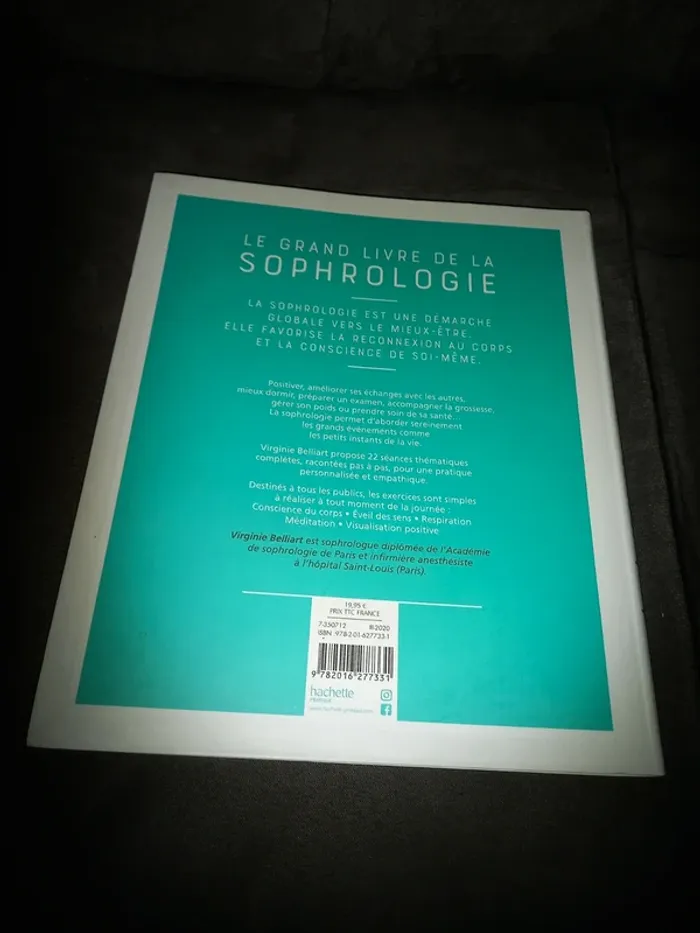 LE GRAND LIVRE DE LA
SOPHROLOGIE
LA SOPHROLOGIE EST UNE DÉMARCHE
GLOBALE VERS LE MIEUX-ÊTRE.
ELLE FAVORISE LA RECONNEXION AU CORPS
ET LA CONSCIENCE DE SOI-MÊME.
Positiver, améliorer ses échanges avec les autres,
mieux dormir, préparer un examen, accompagner la grossesse,
gérer son poids ou prendre soin de sa santé...
La sophrologie permet d'aborder sereinement
les grands événements comme
les petits instants de la vie.
Virginie Belliart propose 22 séances thématiques
complètes, racontées pas à pas, pour une pratique
personnalisée et empathique.
Destinés à tous les publics, les exercices sont simples
à réaliser à tout moment de la journée :
Conscience du corps • Éveil des sens • Respiration
Méditation • Visualisation positive
Virginie Belliart est sophrologue diplômée de l'Académie
de sophrologie de Paris et infirmière anesthésiste
à l'hôpital Saint-Louis (Paris).
19,95 €
PRIX TTC FRANCE
7-350712 III-2020
ISBN : 978-2-01-627733-1
9 782016 277331
hachette